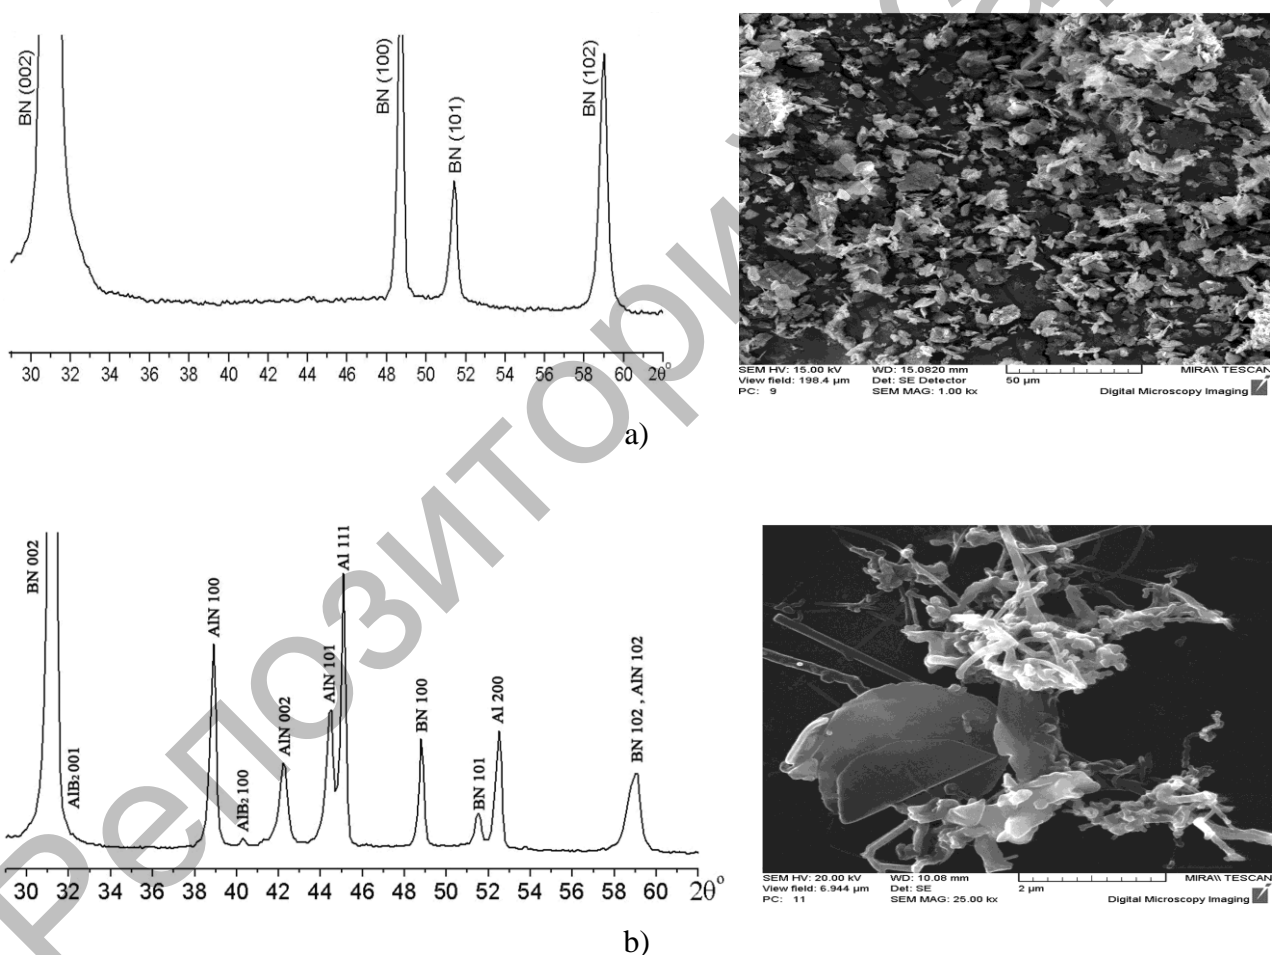 BN (002)
BN (100)
BN (101)
BN (102)
30 32 34 36 38 40 42 44 46 48 50 52 54 56 58 60 2θ°
SEM HV: 15.00 kV WD: 15.0820 mm MIRA\\ TESCAN
View field: 198.4 µm Det: SE Detector 50 µm
PC: 9 SEM MAG: 1.00 kx Digital Microscopy Imaging
a)
BN 002
AlB₂ 001
AlN 100
AlB₂ 100
AlN 002
AlN 101
Al 111
BN 100
BN 101
Al 200
BN 102 , AlN 102
30 32 34 36 38 40 42 44 46 48 50 52 54 56 58 60 2θ°
SEM HV: 20.00 kV WD: 10.08 mm MIRA\\ TESCAN
View field: 6.944 µm Det: SE 2 µm
PC: 11 SEM MAG: 25.00 kx Digital Microscopy Imaging
b)
Репозитори